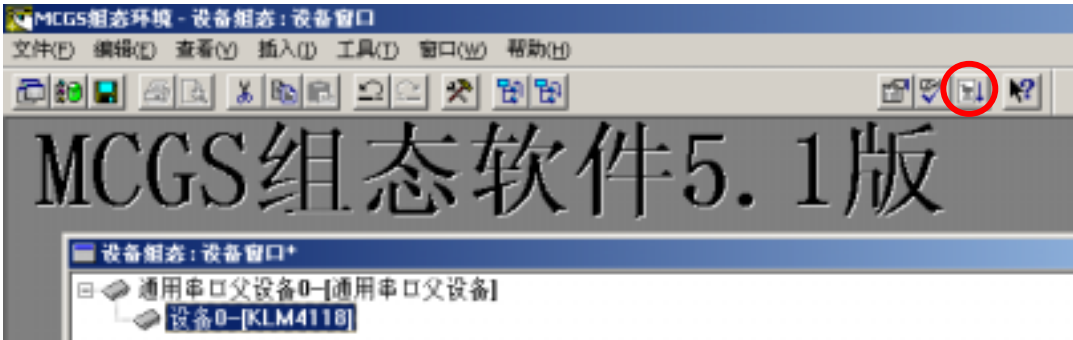 MCGS组态环境 - 设备组态 : 设备窗口
文件(F) 编辑(E) 查看(V) 插入(I) 工具(T) 窗口(W) 帮助(H)
MCGS组态软件5.1版
设备组态 : 设备窗口*
通用串口父设备0--[通用串口父设备]
设备0--[KLM4118]